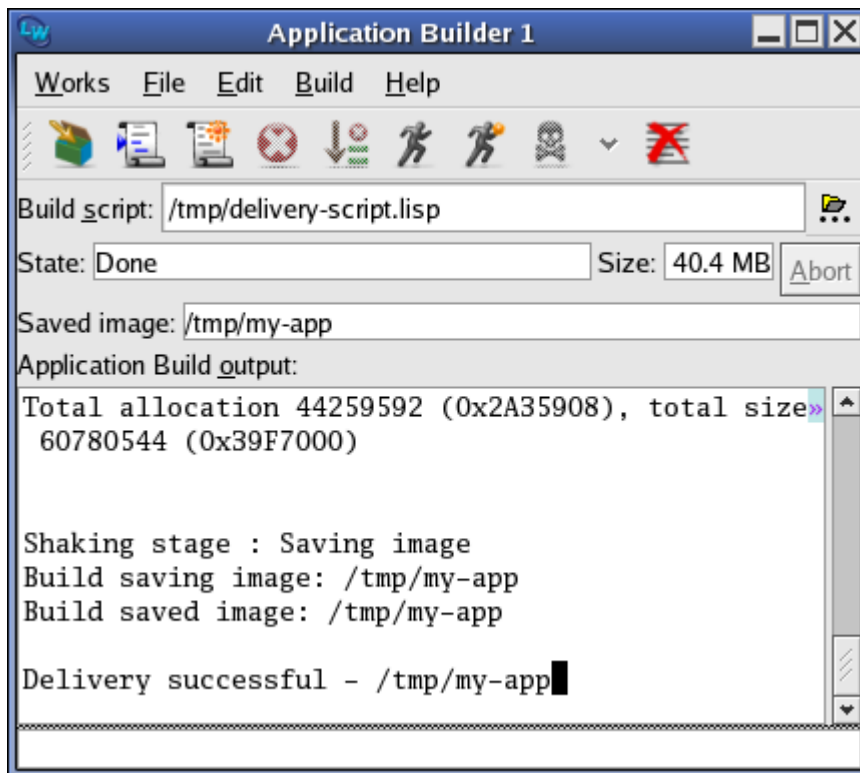 LW Application Builder 1
Works File Edit Build Help
Build script: /tmp/delivery-script.lisp
State: Done Size: 40.4 MB Abort
Saved image: /tmp/my-app
Application Build output:
Total allocation 44259592 (0x2A35908), total size»
60780544 (0x39F7000)
Shaking stage : Saving image
Build saving image: /tmp/my-app
Build saved image: /tmp/my-app
Delivery successful - /tmp/my-app